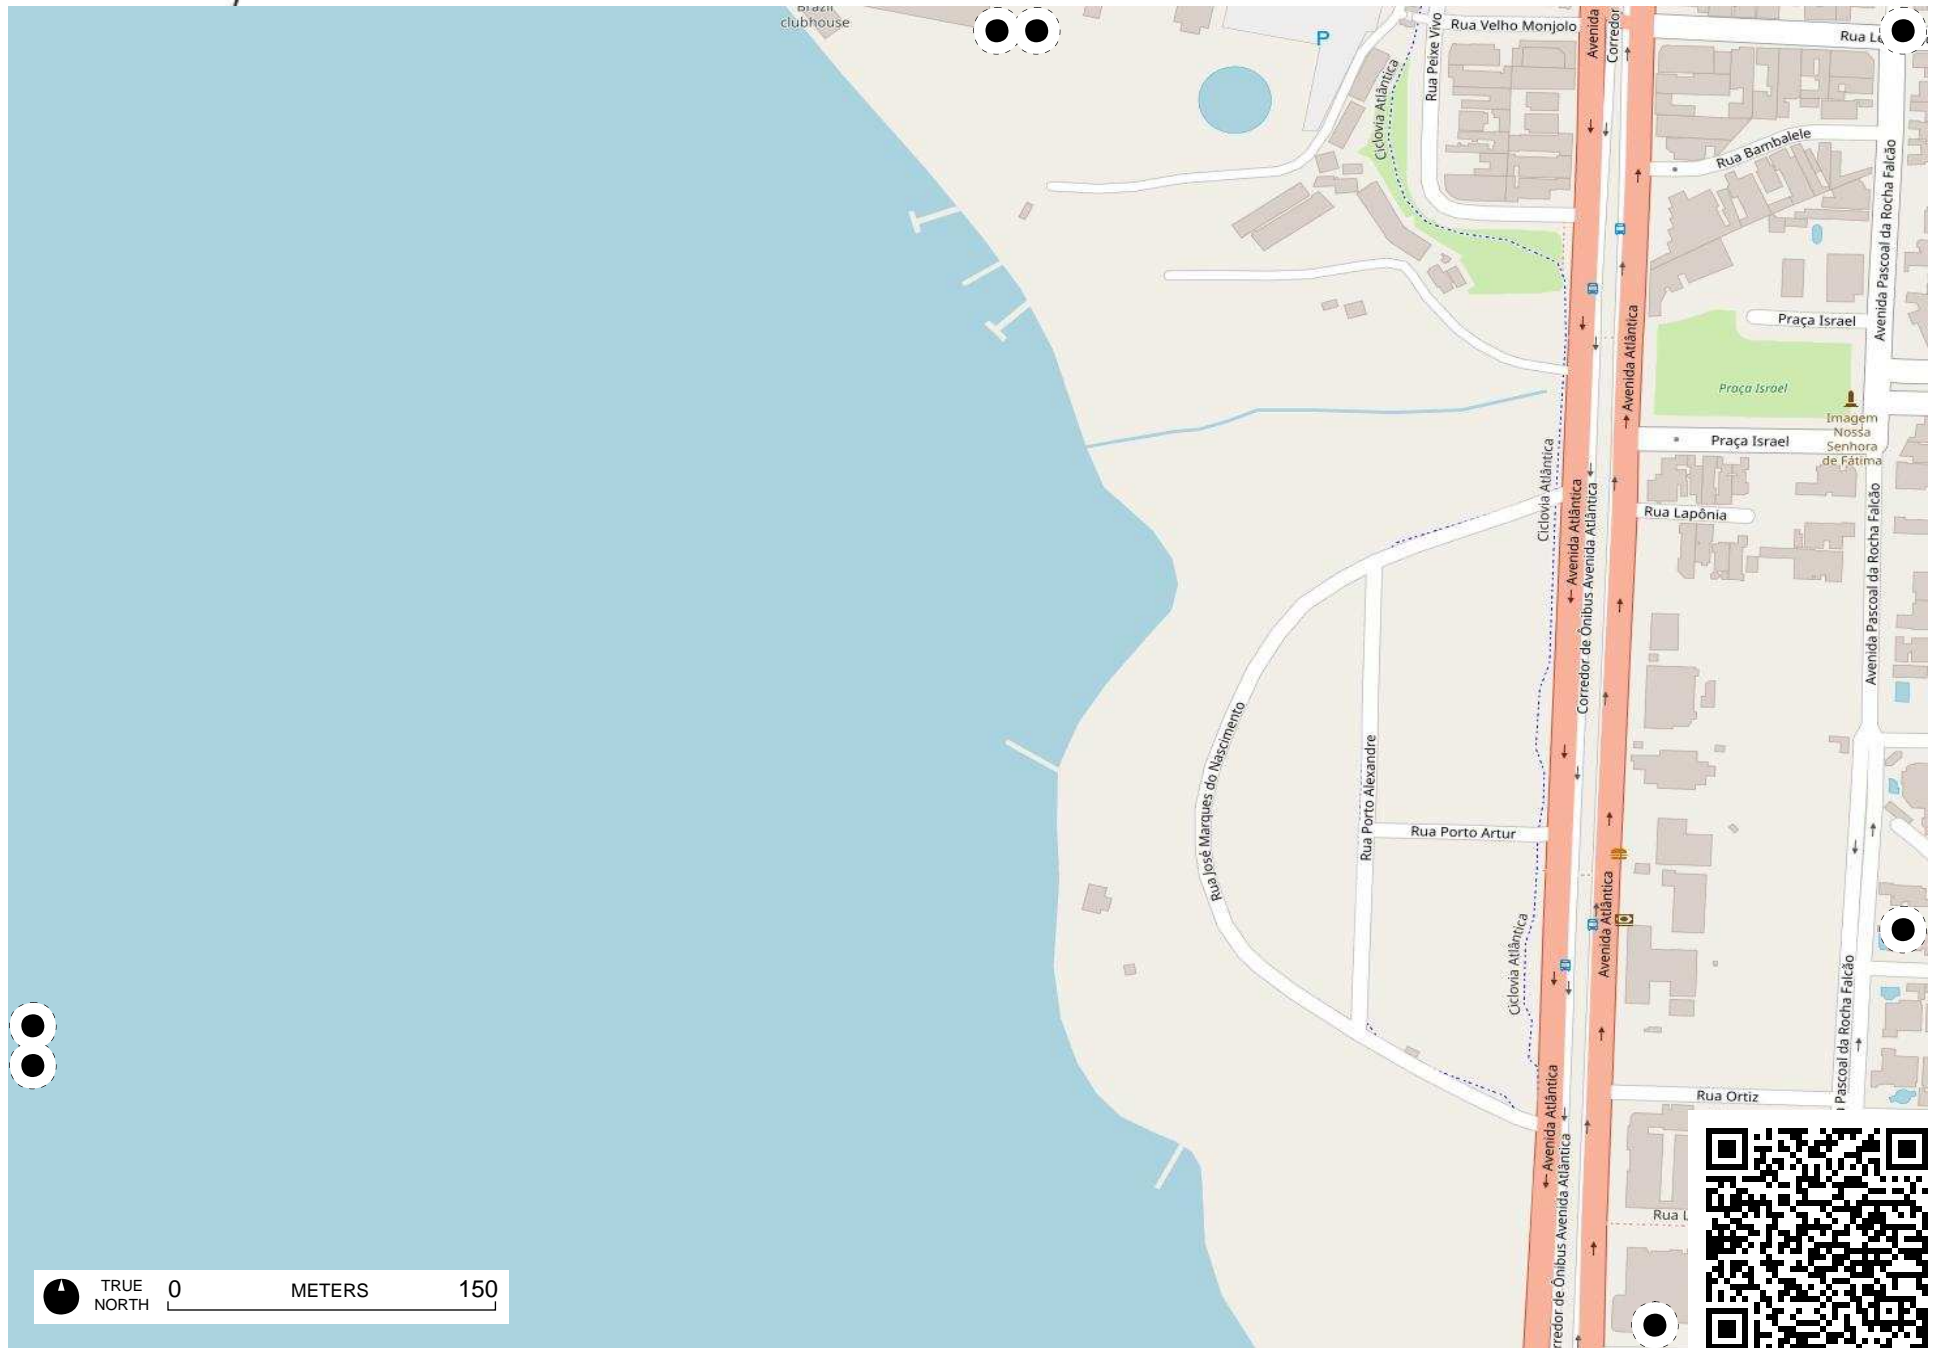 Brazil
clubhouse
P
Rua Velho Monjolo
Avenida
Corredor
Rua Peixe Vivo
Ciclovia Atlântica
Rua Bambalele
Avenida Pascoal da Rocha Falcão
Praça Israel
Avenida Atlântica
Praça Israel
Imagem
Nossa
Senhora
de Fátima
Praça Israel
Ciclovia Atlântica
Avenida Atlântica
Corredor de Ônibus Avenida Atlântica
Rua Lapônia
Avenida Pascoal da Rocha Falcão
Rua José Marques do Nascimento
Rua Porto Alexandre
Rua Porto Artur
Avenida Atlântica
Ciclovia Atlântica
Pascoal da Rocha Falcão
Avenida Atlântica
Rua Ortiz
Rua
redor de Ônibus Avenida Atlântica
TRUE
NORTH
0 METERS 150